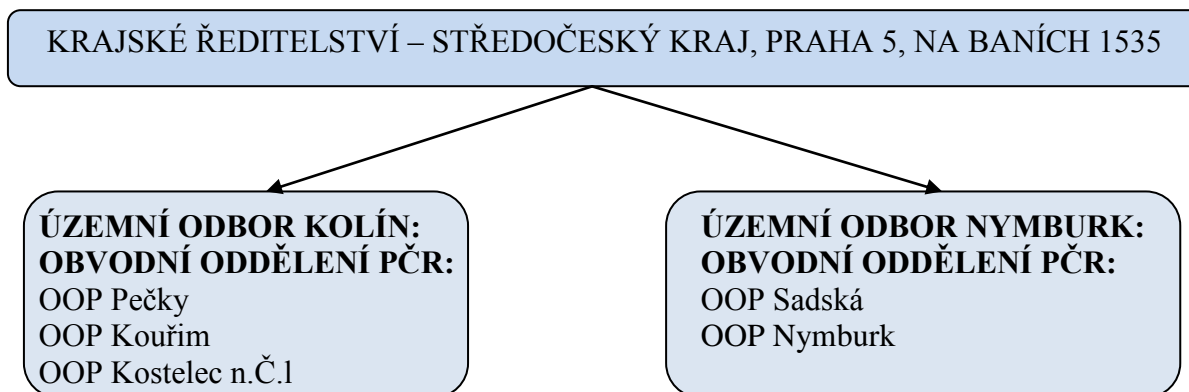 KRAJSKÉ ŘEDITELSTVÍ – STŘEDOČESKÝ KRAJ, PRAHA 5, NA BANÍCH 1535
ÚZEMNÍ ODBOR KOLÍN:
OBVODNÍ ODDĚLENÍ PČR:
OOP Pečky
OOP Kouřim
OOP Kostelec n.Č.l
ÚZEMNÍ ODBOR NYMBURK:
OBVODNÍ ODDĚLENÍ PČR:
OOP Sadská
OOP Nymburk